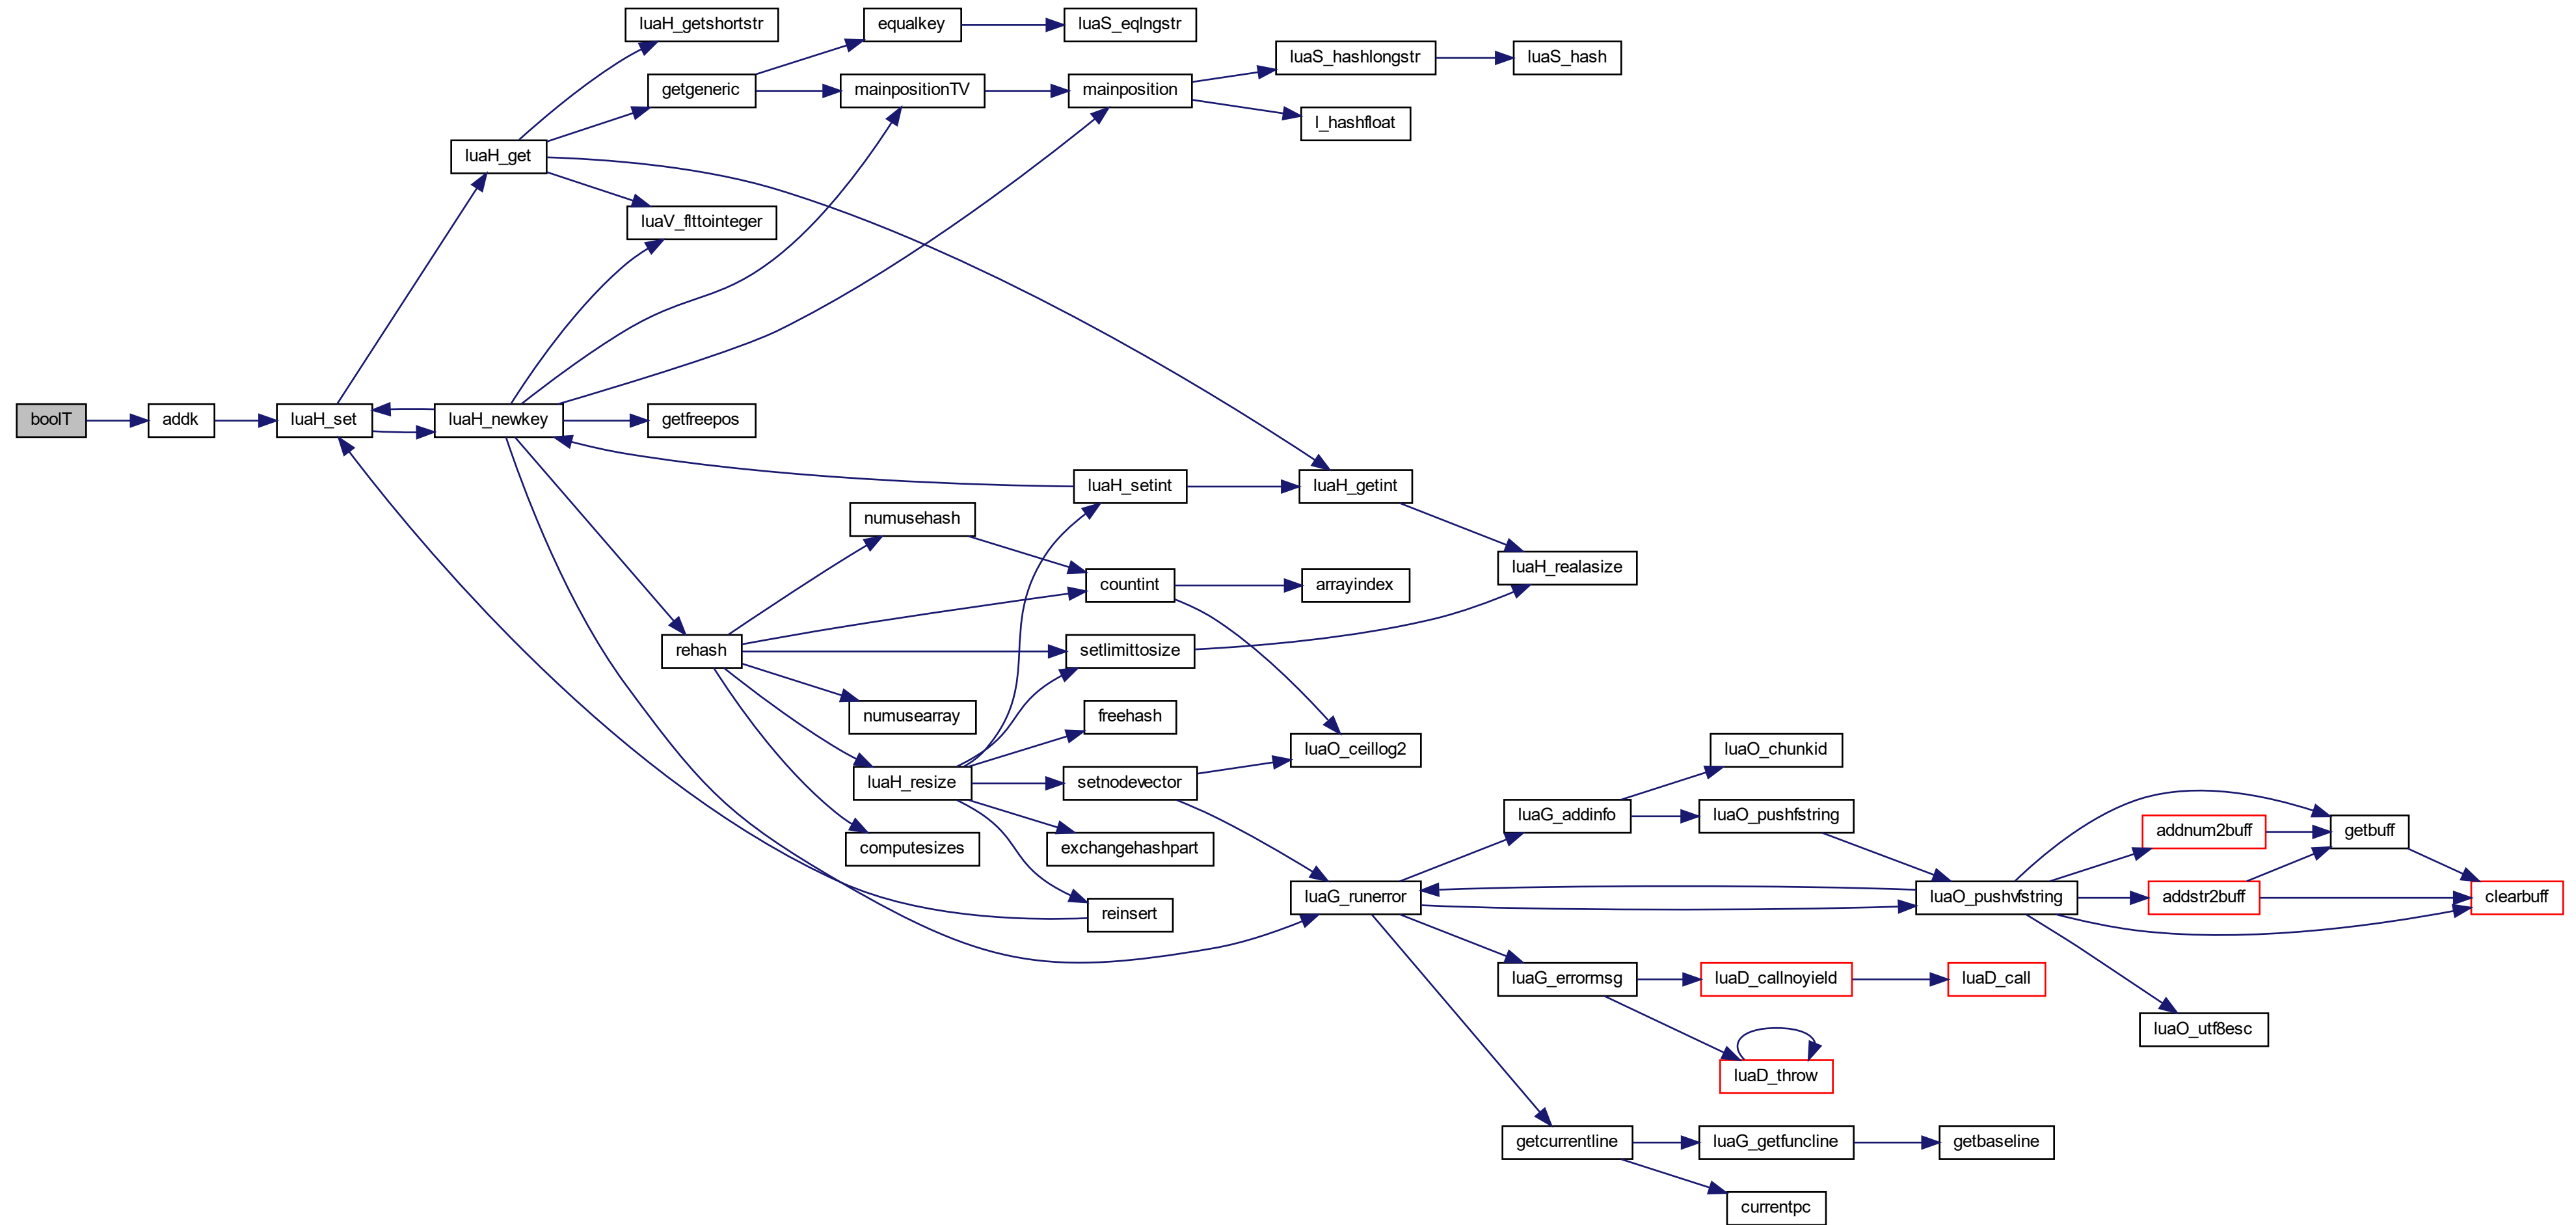 luaH_getshortstr
equalkey
luaS_eqlngstr
luaS_hashlongstr
luaS_hash
getgeneric
mainpositionTV
mainposition
l_hashfloat
luaH_get
luaV_flttointeger
boolT
addk
luaH_set
luaH_newkey
getfreepos
luaH_setint
luaH_getint
numusehash
luaH_realasize
countint
arrayindex
rehash
setlimittosize
numusearray
freehash
luaO_ceillog2
luaO_chunkid
luaH_resize
setnodevector
luaG_addinfo
luaO_pushfstring
addnum2buff
getbuff
computesizes
exchangehashpart
luaG_runerror
luaO_pushvfstring
addstr2buff
clearbuff
reinsert
luaG_errormsg
luaD_callnoyield
luaD_call
luaO_utf8esc
luaD_throw
getcurrentline
luaG_getfuncline
getbaseline
currentpc